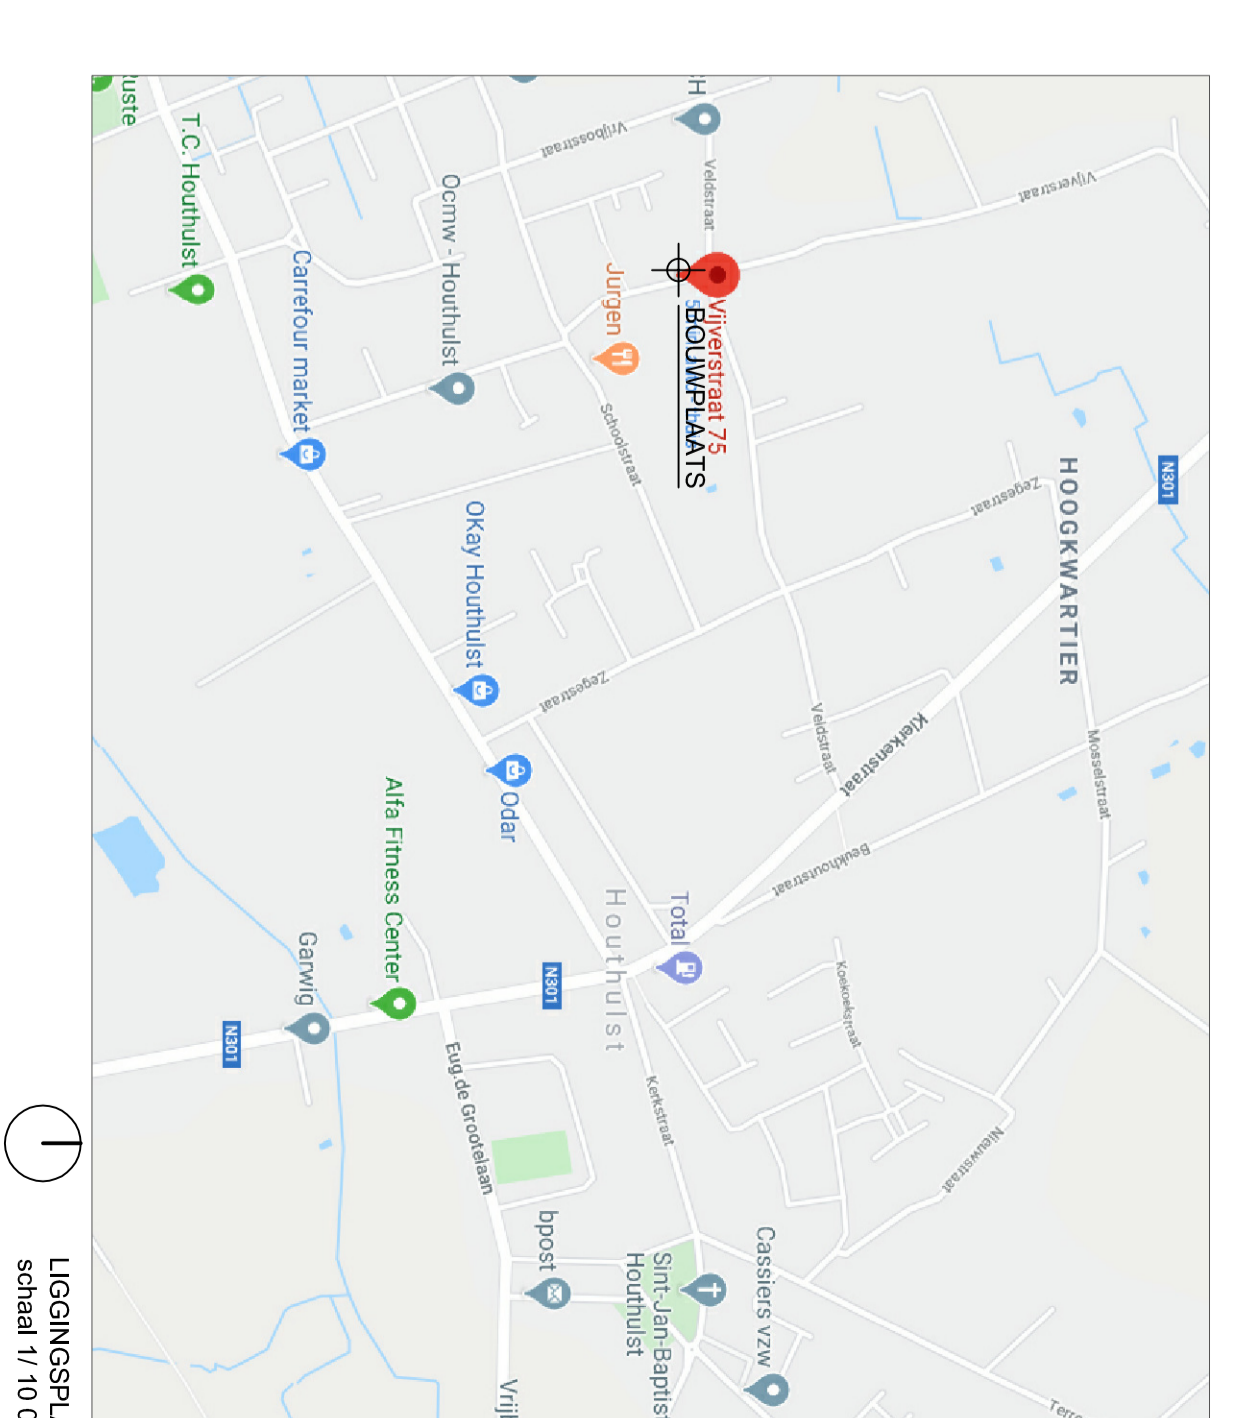 HOOGKWARTIER
N301
Vijverstraat
Zegestraat
Mosselstraat
Klerkenstraat
Beukhoutstraat
Veldstraat
Veldstraat
Vijverstraat 75
BOUWPLAATS
Vrijbosstraat
Jurgen
Schoolstraat
Ocmw - Houthulst
OKay Houthulst
Zegestraat
Carrefour market
T.C. Houthulst
Odar
Total
Houthulst
N301
Alfa Fitness Center
Garwig
N301
Koekoekstraat
Nieuwstraat
Kerkstraat
Eug.de Grootelaan
bpost
Cassiers vzw
Sint-Jan-Baptist
Houthulst
LIGGINGSPL
schaal 1/ 10 0